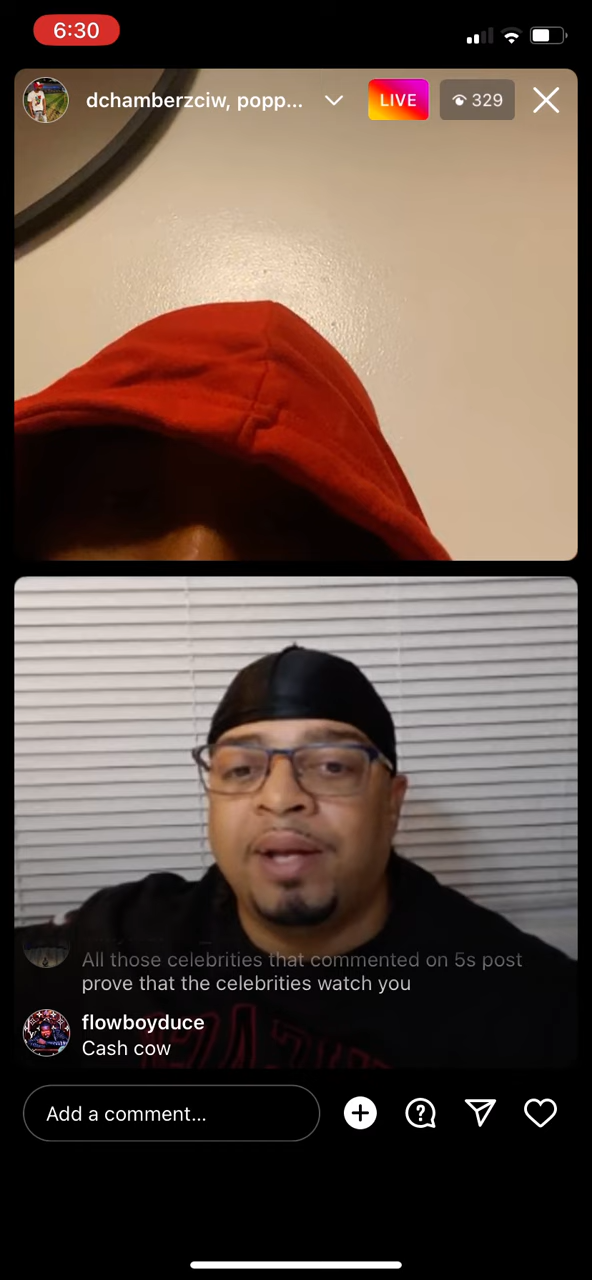 6:30
dchamberzciw, popp...
LIVE
329
All those celebrities that commented on 5s post
prove that the celebrities watch you
flowboyduce
Cash cow
Add a comment...